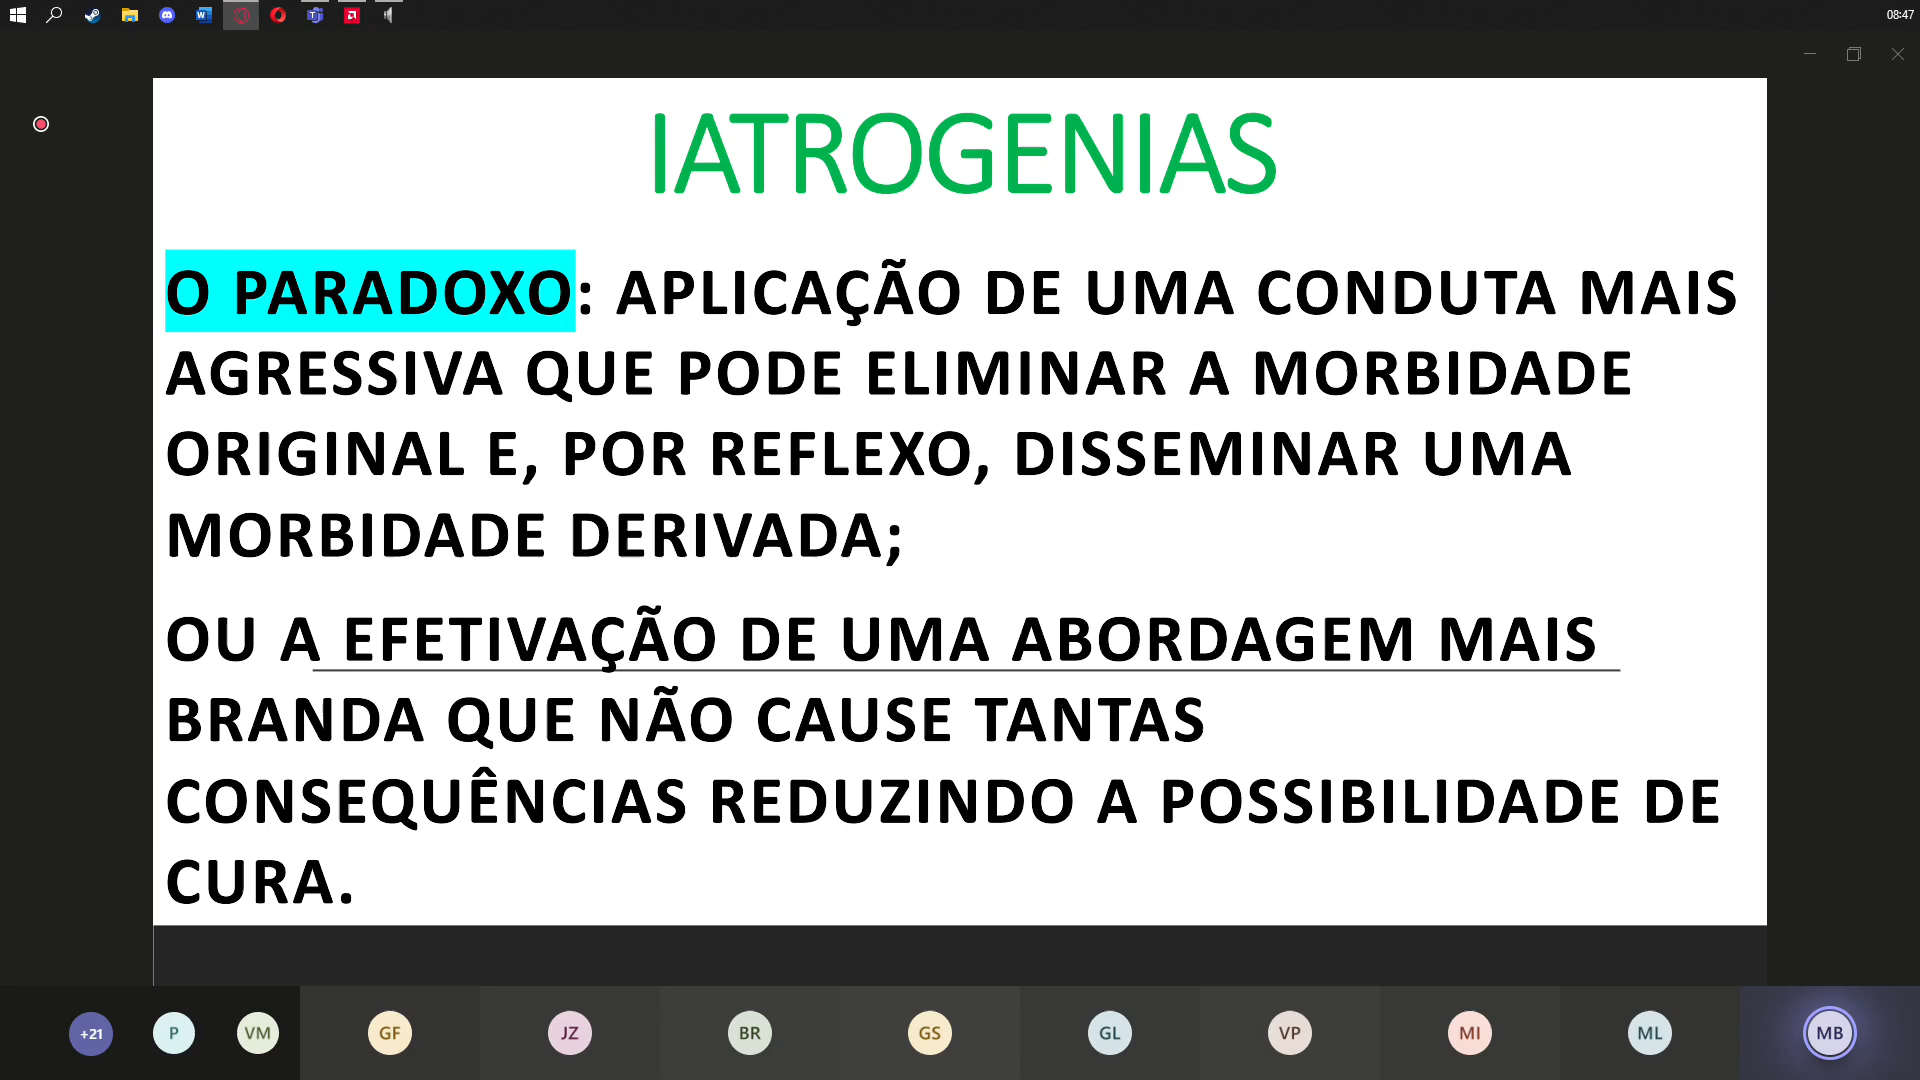 08:47
IATROGENIAS
O PARADOXO: APLICAÇÃO DE UMA CONDUTA MAIS
AGRESSIVA QUE PODE ELIMINAR A MORBIDADE
ORIGINAL E, POR REFLEXO, DISSEMINAR UMA
MORBIDADE DERIVADA;
OU A EFETIVAÇÃO DE UMA ABORDAGEM MAIS
BRANDA QUE NÃO CAUSE TANTAS
CONSEQUÊNCIAS REDUZINDO A POSSIBILIDADE DE
CURA.
+21 P VM GF JZ BR GS GL VP MI ML MB